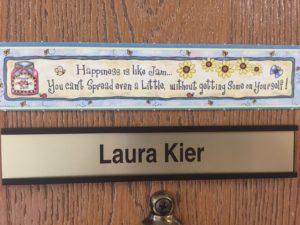 Happiness is like Jam...
You can't Spread even a Little, without getting Some on Yourself!
Laura Kier